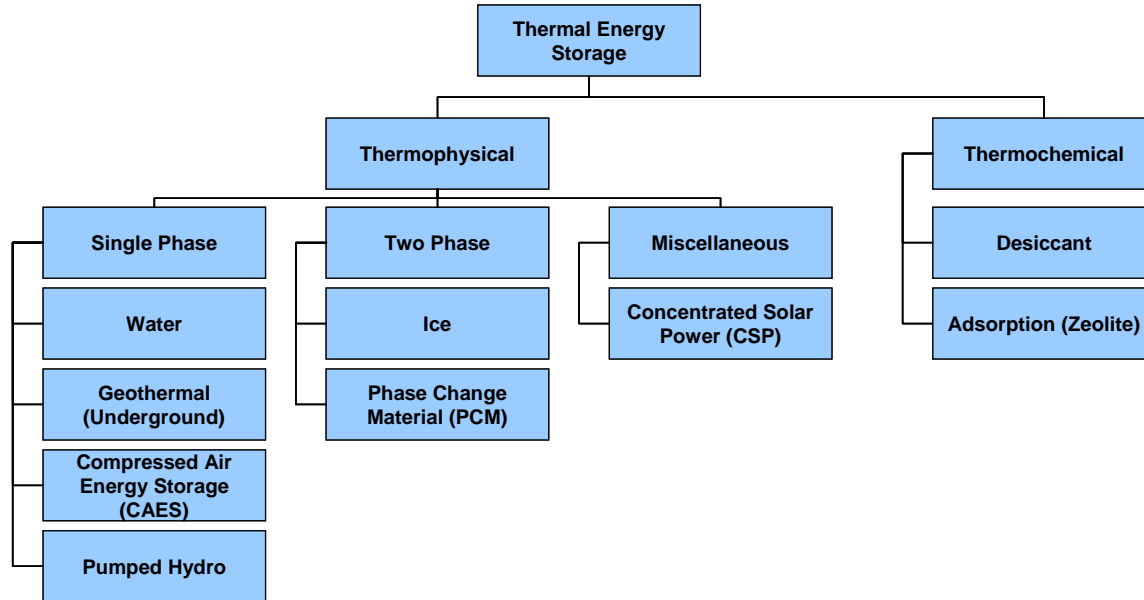 Thermal Energy
Storage
Thermophysical
Thermochemical
Single Phase
Two Phase
Miscellaneous
Desiccant
Water
Ice
Concentrated Solar
Power (CSP)
Adsorption (Zeolite)
Geothermal
(Underground)
Phase Change
Material (PCM)
Compressed Air
Energy Storage
(CAES)
Pumped Hydro